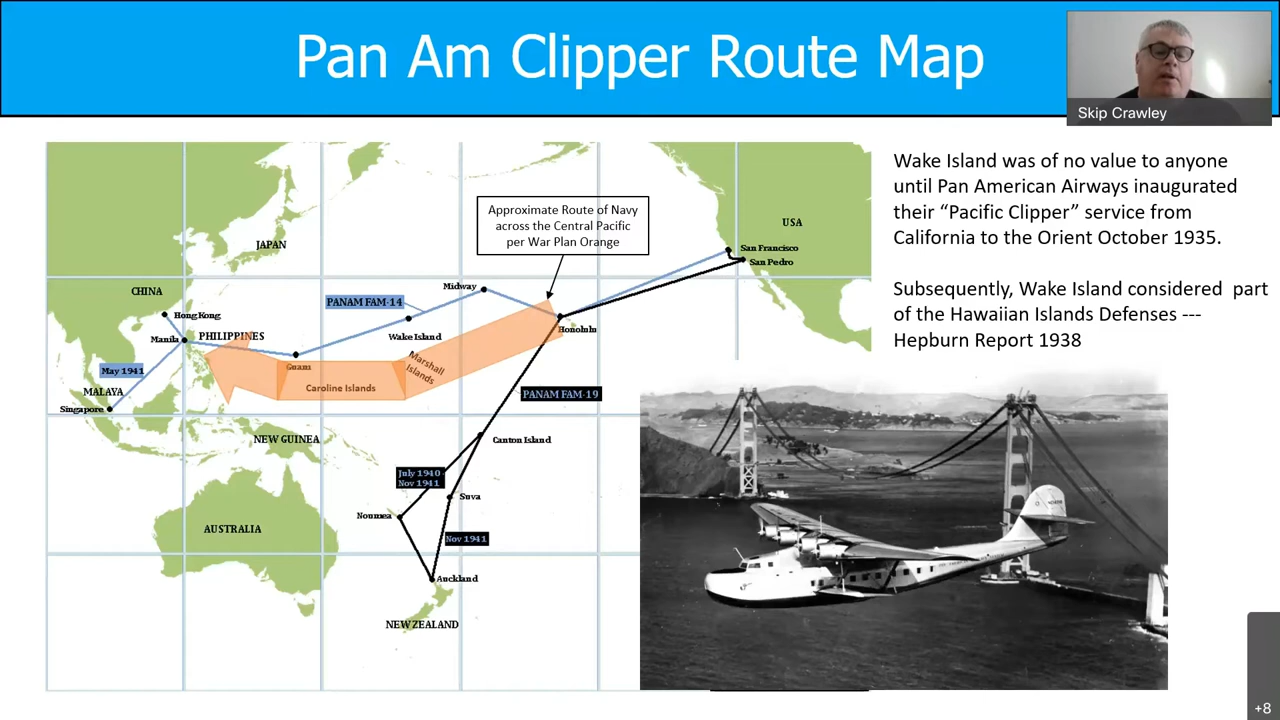 Pan Am Clipper Route Map
Skip Crawley
Wake Island was of no value to anyone
until Pan American Airways inaugurated
their “Pacific Clipper” service from
California to the Orient October 1935.
Subsequently, Wake Island considered part
of the Hawaiian Islands Defenses ---
Hepburn Report 1938
Approximate Route of Navy
across the Central Pacific
per War Plan Orange
USA
San Francisco
San Pedro
JAPAN
CHINA
Midway
PANAM FAM-14
Hong Kong
Wake Island
Honolulu
PHILIPPINES
Manila
Guam
Marshall
Islands
May 1941
Caroline Islands
MALAYA
PANAM FAM-19
Singapore
NEW GUINEA
Canton Island
July 1940
Nov 1941
Suva
Noumea
AUSTRALIA
Nov 1941
Auckland
NEW ZEALAND
+8